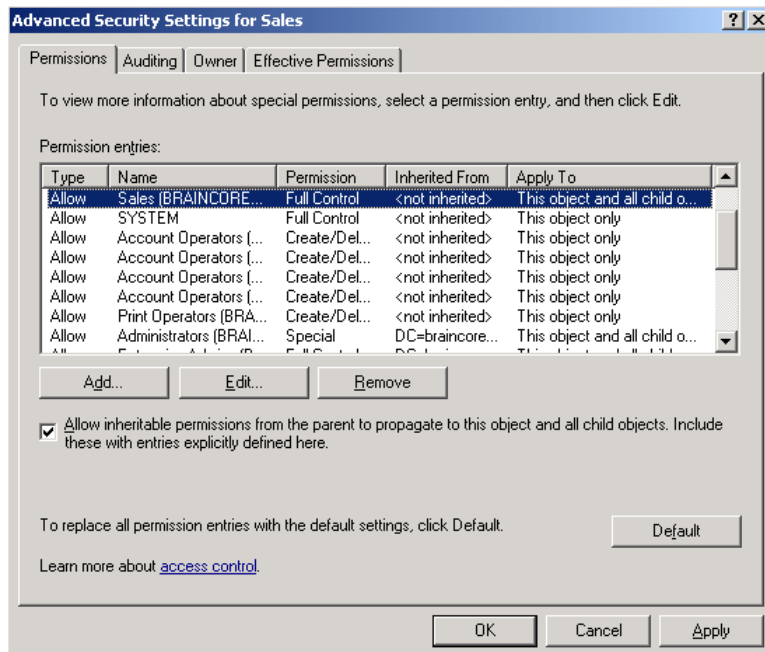 Advanced Security Settings for Sales
Permissions Auditing Owner Effective Permissions
To view more information about special permissions, select a permission entry, and then click Edit.
Permission entries:
Type Name Permission Inherited From Apply To
Allow Sales (BRAINCORE... Full Control <not inherited> This object and all child o...
Allow SYSTEM Full Control <not inherited> This object only
Allow Account Operators (... Create/Del... <not inherited> This object only
Allow Account Operators (... Create/Del... <not inherited> This object only
Allow Account Operators (... Create/Del... <not inherited> This object only
Allow Account Operators (... Create/Del... <not inherited> This object only
Allow Print Operators (BRA... Create/Del... <not inherited> This object only
Allow Administrators (BRAI... Special DC=braincore... This object and all child o...
Add... Edit... Remove
Allow inheritable permissions from the parent to propagate to this object and all child objects. Include
these with entries explicitly defined here.
To replace all permission entries with the default settings, click Default.
Default
Learn more about access control.
OK Cancel Apply